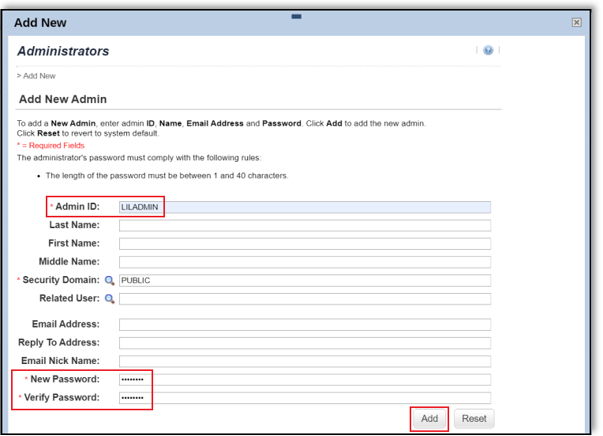 Add New
Administrators
> Add New
Add New Admin
To add a New Admin, enter admin ID, Name, Email Address and Password. Click Add to add the new admin.
Click Reset to revert to system default.
* = Required Fields
The administrator's password must comply with the following rules:
• The length of the password must be between 1 and 40 characters.
* Admin ID: LILADMIN
Last Name:
First Name:
Middle Name:
* Security Domain: PUBLIC
Related User:
Email Address:
Reply To Address:
Email Nick Name:
* New Password: ••••••••
* Verify Password: ••••••••
Add Reset